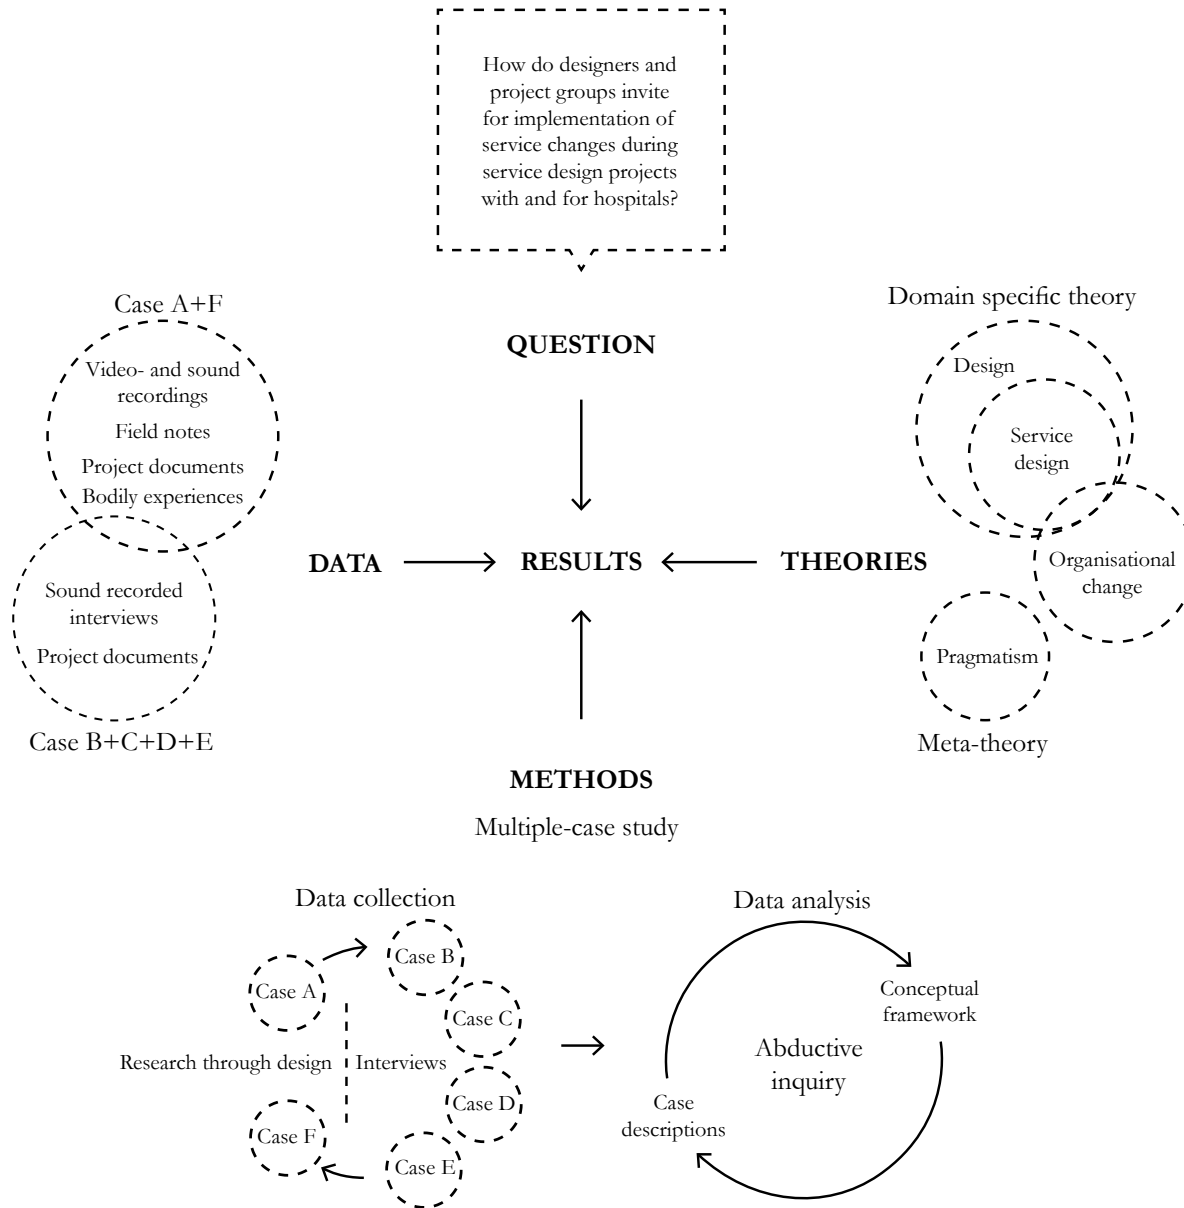 How do designers and
project groups invite
for implementation of
service changes during
service design projects
with and for hospitals?
QUESTION
Case A+F
Video- and sound
recordings
Field notes
Project documents
Bodily experiences
Sound recorded
interviews
Project documents
Case B+C+D+E
DATA
RESULTS
THEORIES
Domain specific theory
Design
Service
design
Organisational
change
Pragmatism
Meta-theory
METHODS
Multiple-case study
Data collection
Case A
Case B
Case C
Research through design
Interviews
Case D
Case E
Case F
Data analysis
Conceptual
framework
Abductive
inquiry
Case
descriptions